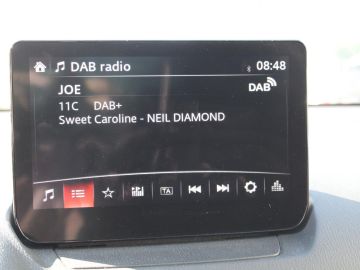 DAB radio 08:48
JOE DAB
11C DAB+
Sweet Caroline - NEIL DIAMOND
TA